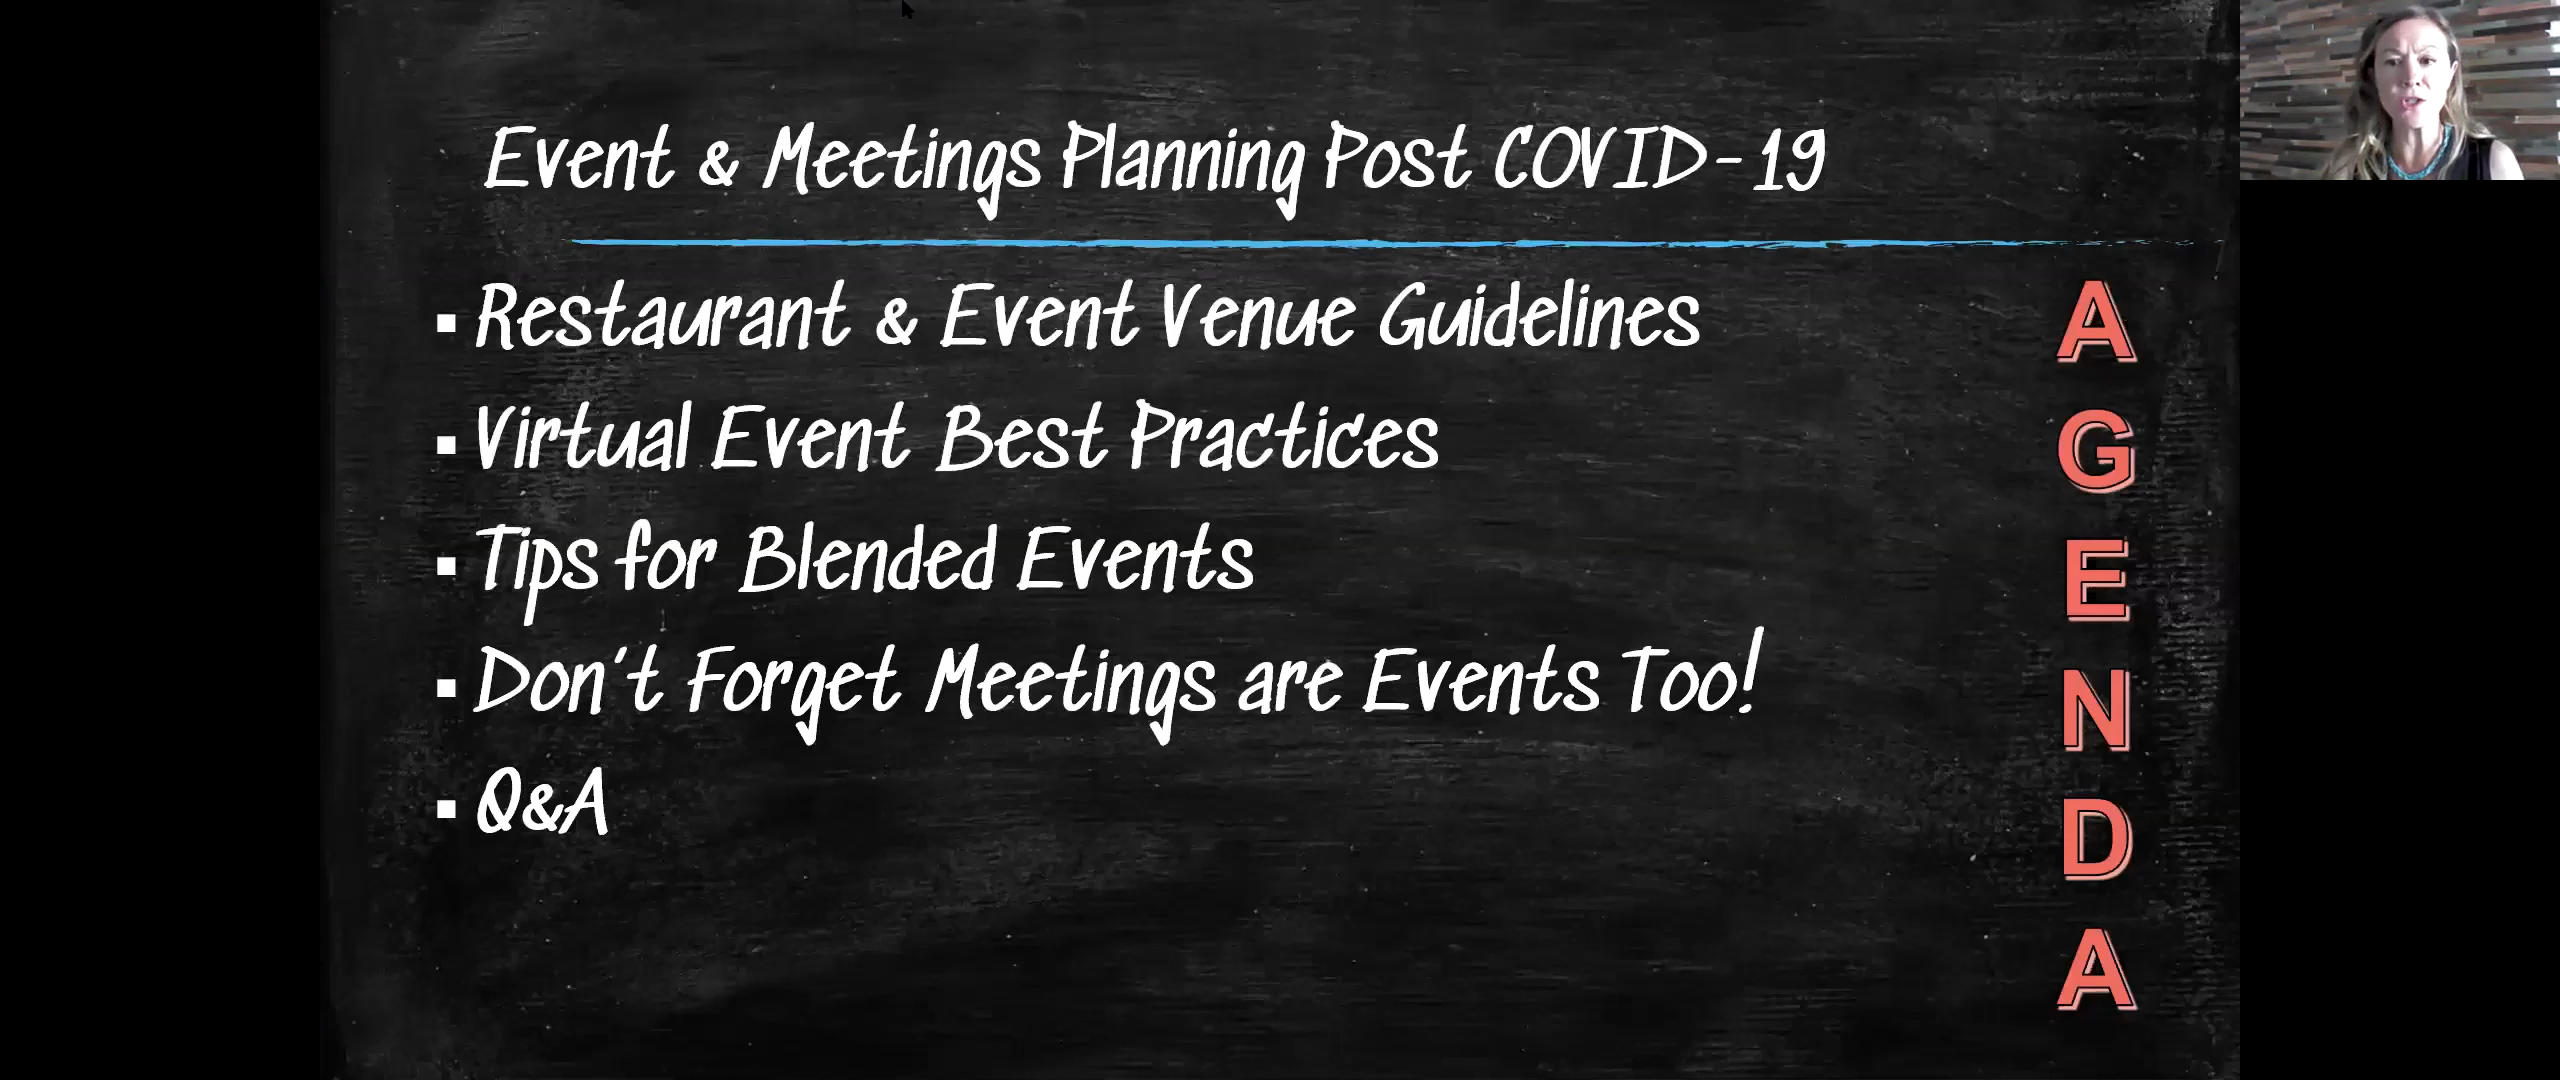 Event & Meetings Planning Post COVID-19
▪ Restaurant & Event Venue Guidelines
▪ Virtual Event Best Practices
▪ Tips for Blended Events
▪ Don't Forget Meetings are Events Too!
▪ Q&A
A
G
E
N
D
A